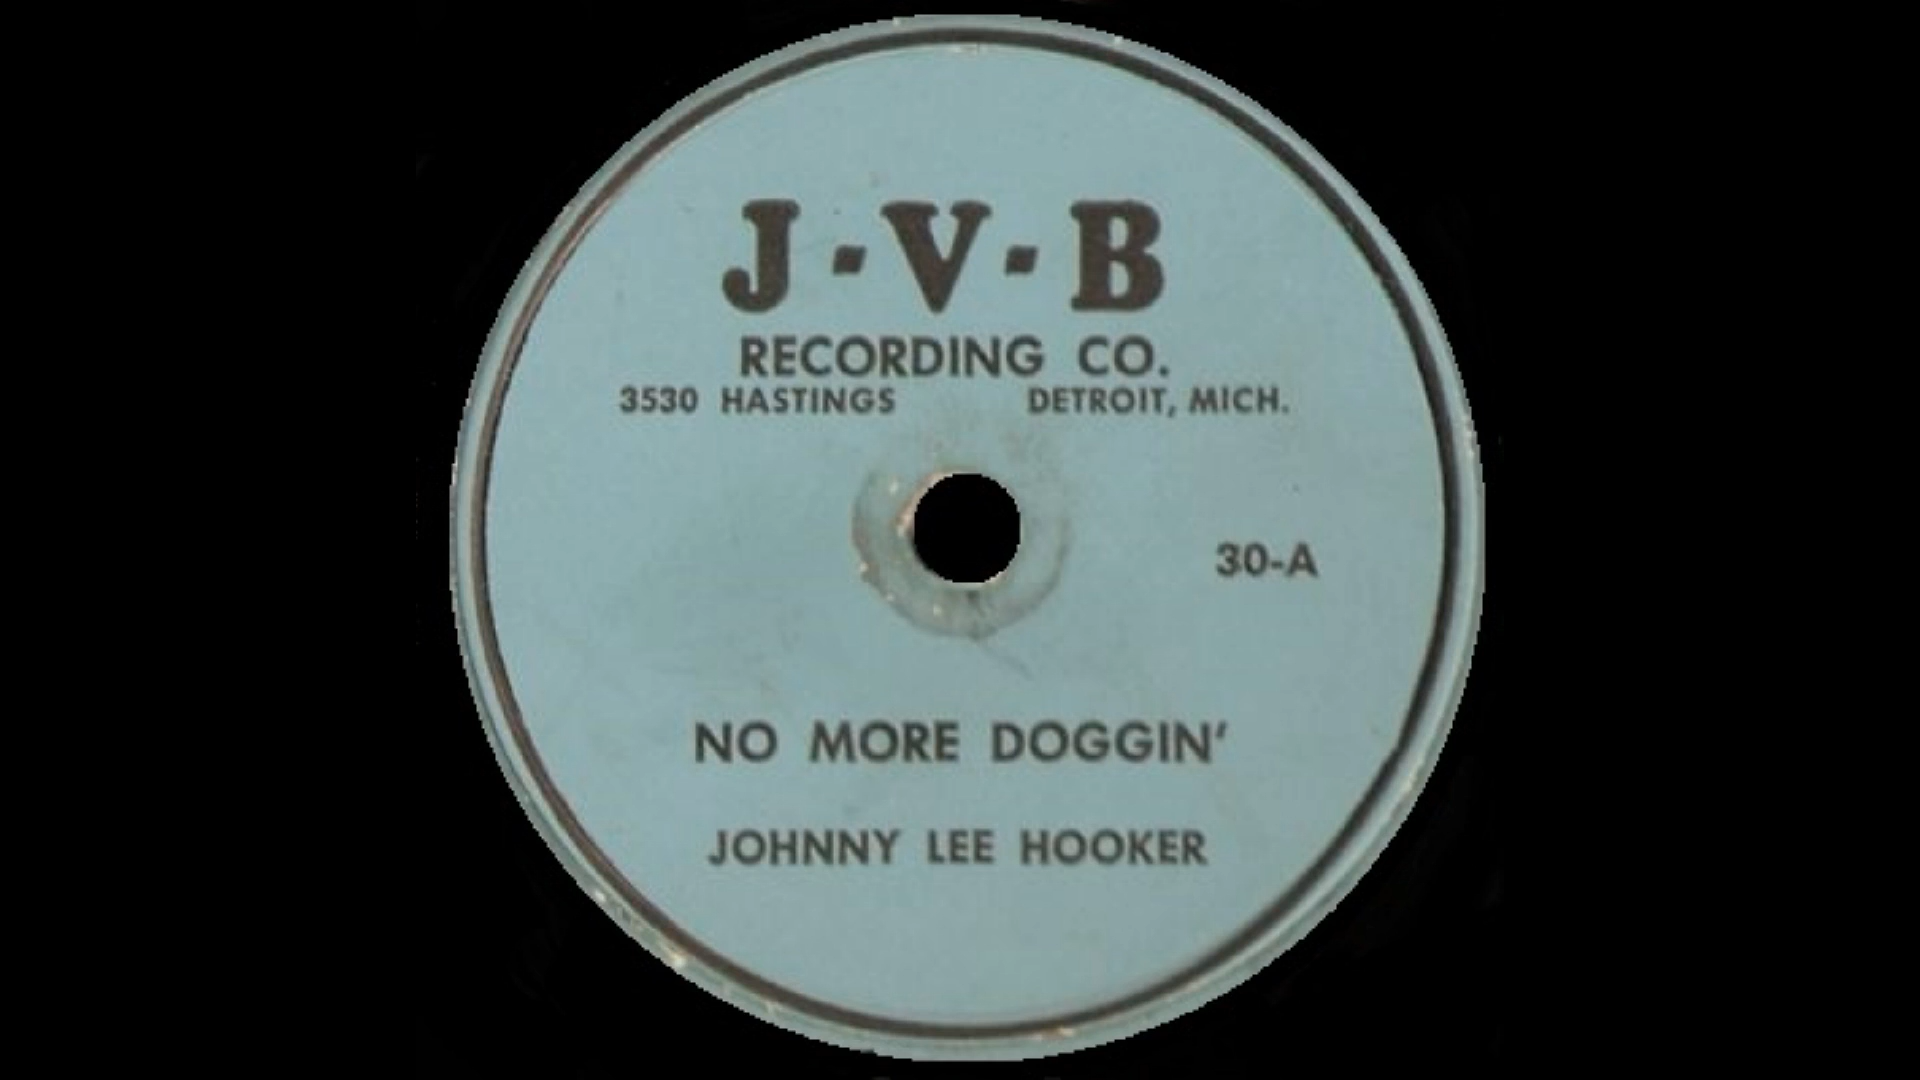 J-V-B
RECORDING CO.
3530 HASTINGS DETROIT, MICH.
30-A
NO MORE DOGGIN'
JOHNNY LEE HOOKER